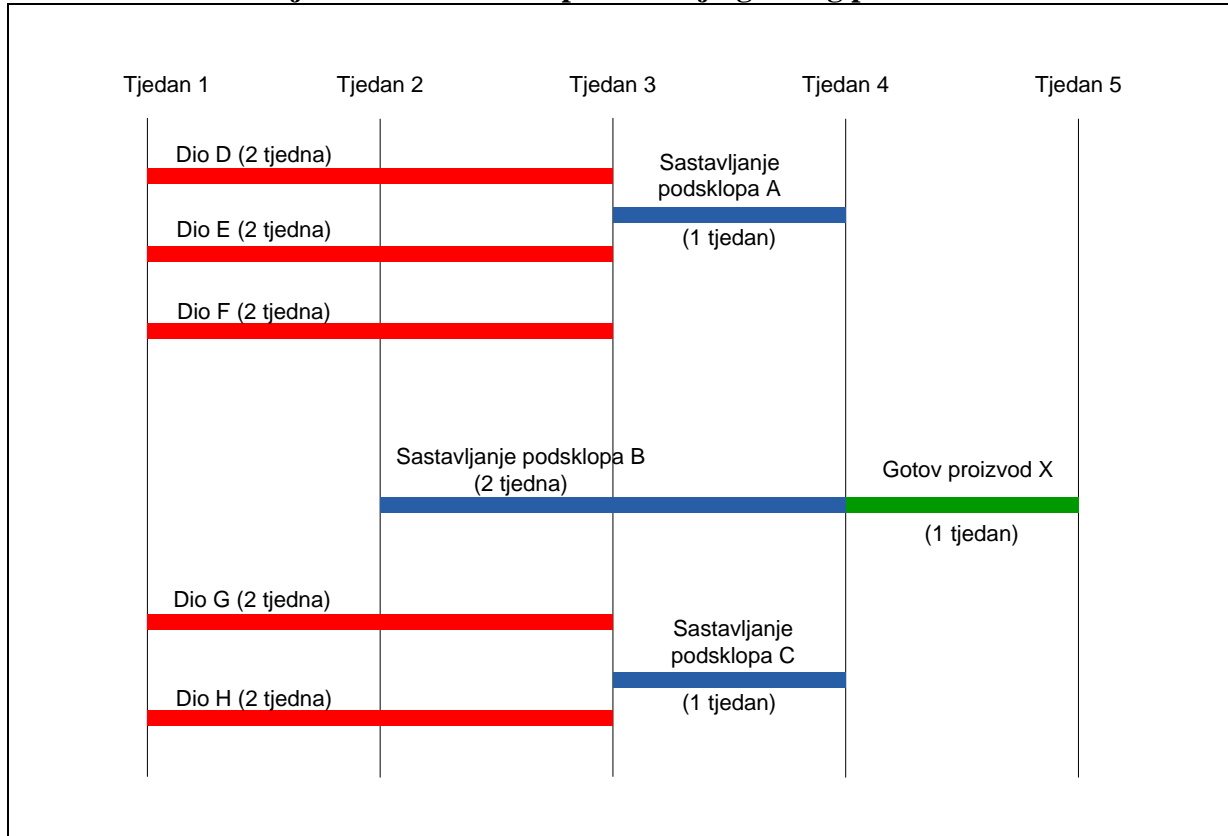 Tjedan 1 Tjedan 2 Tjedan 3 Tjedan 4 Tjedan 5
Dio D (2 tjedna)
Sastavljanje
podsklopa A
(1 tjedan)
Dio E (2 tjedna)
Dio F (2 tjedna)
Sastavljanje podsklopa B
(2 tjedna)
Gotov proizvod X
(1 tjedan)
Dio G (2 tjedna)
Sastavljanje
podsklopa C
(1 tjedan)
Dio H (2 tjedna)